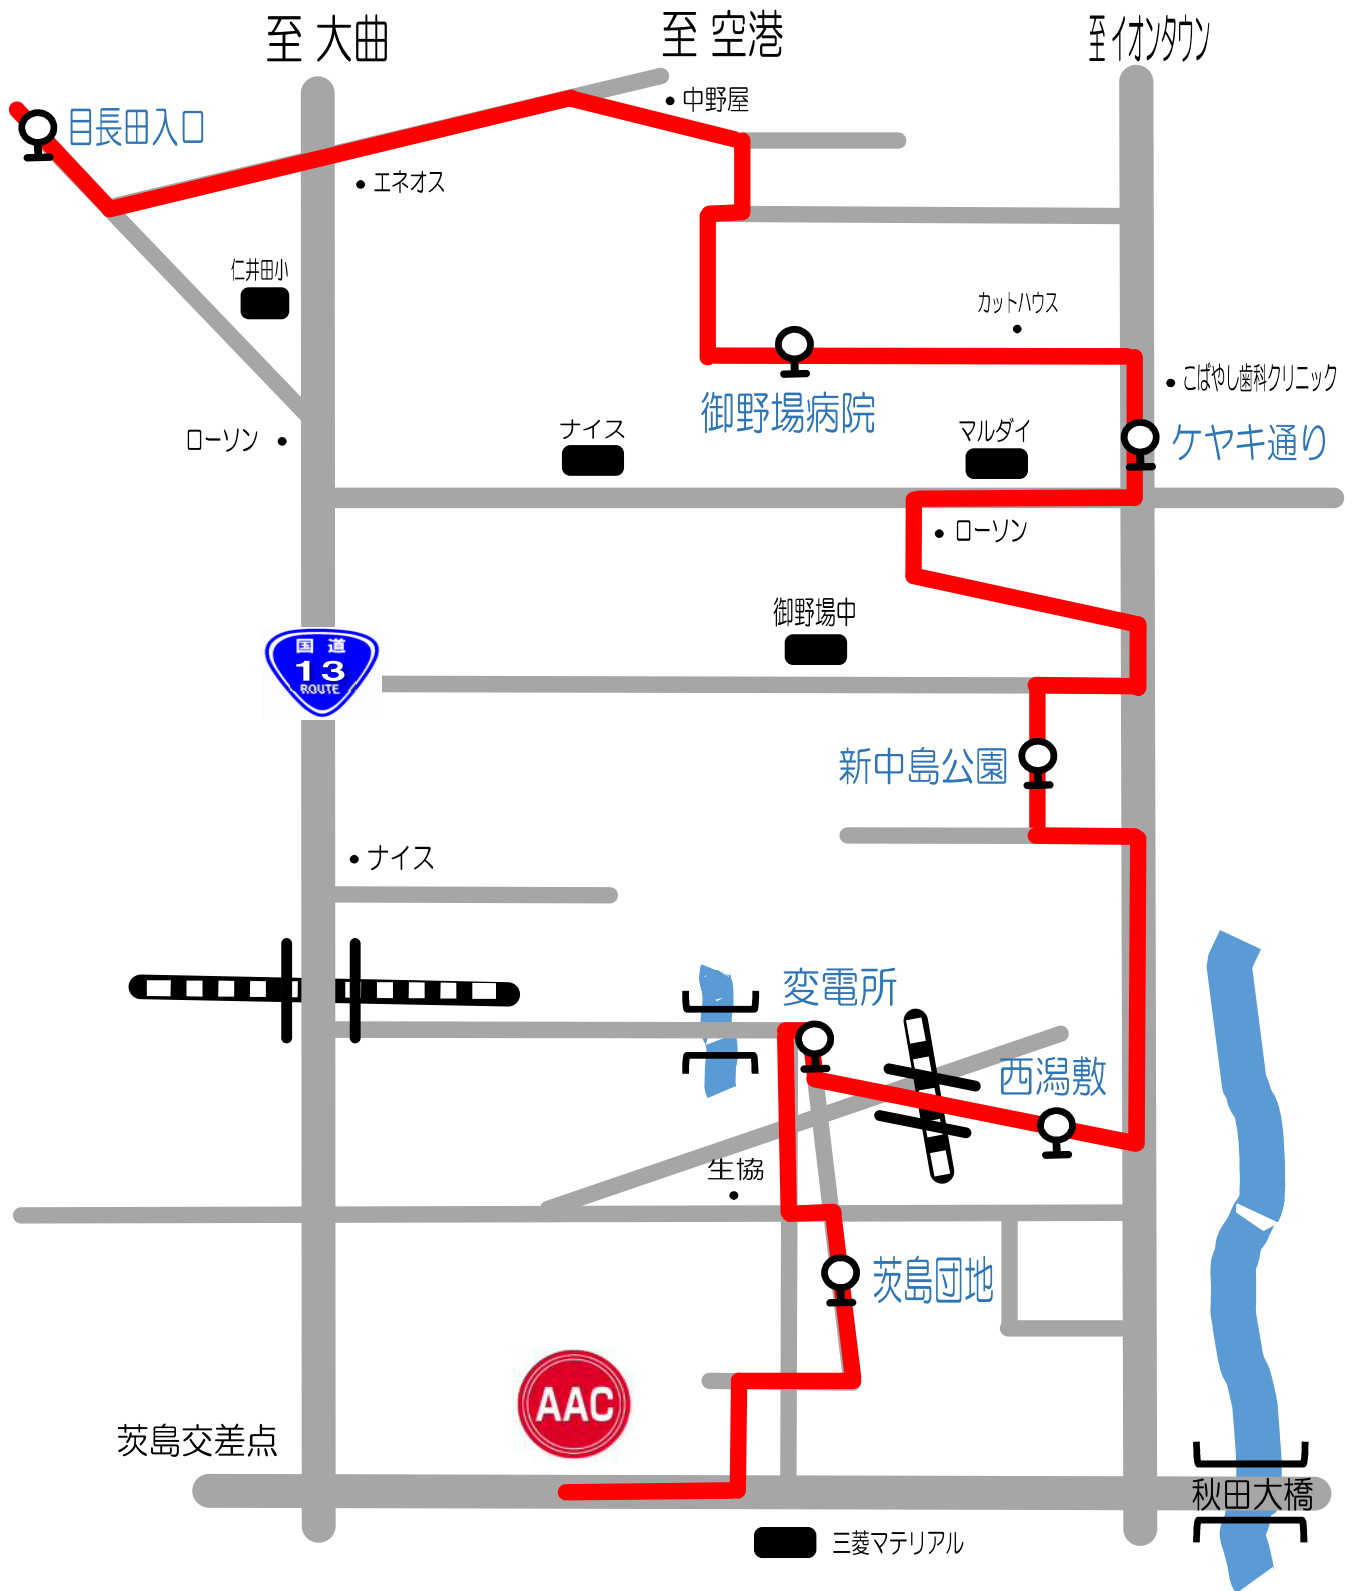 至 大曲
至 空港
至 イオンタウン
中野屋
目長田入口
エネオス
仁井田小
カットハウス
こばやし歯科クリニック
御野場病院
ローソン
ナイス
マルダイ
ケヤキ通り
ローソン
御野場中
国道
13
ROUTE
新中島公園
ナイス
変電所
西潟敷
生協
茨島団地
AAC
茨島交差点
秋田大橋
三菱マテリアル